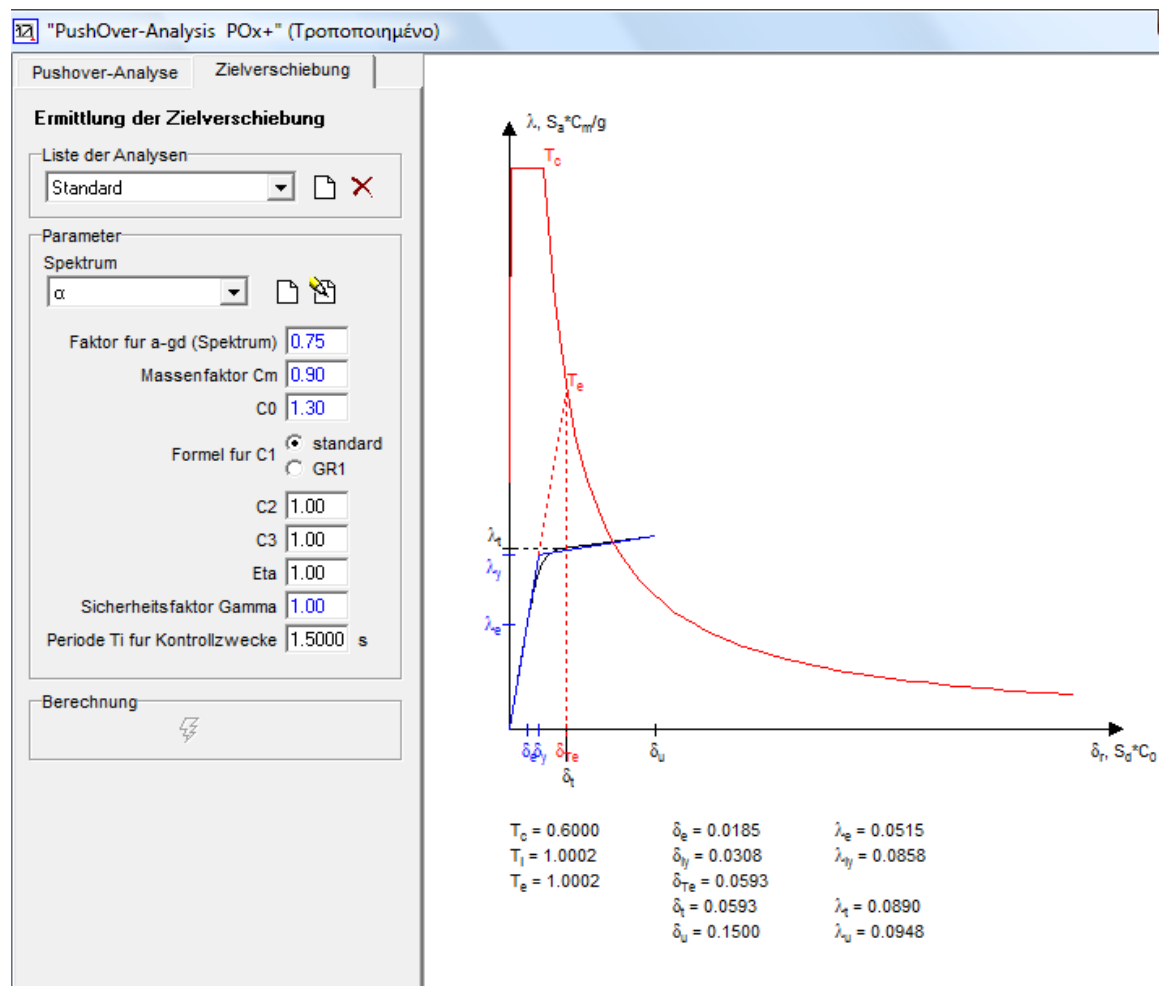 "PushOver-Analysis POx+" (Τροποποιημένο)
Pushover-Analyse Zielverschiebung
Ermittlung der Zielverschiebung
Liste der Analysen
Standard
Parameter
Spektrum
α
Faktor fur a-gd (Spektrum) 0.75
Massenfaktor Cm 0.90
C0 1.30
Formel fur C1 standard
GR1
C2 1.00
C3 1.00
Eta 1.00
Sicherheitsfaktor Gamma 1.00
Periode Ti fur Kontrollzwecke 1.5000 s
Berechnung
λ, Sa*Cm/g
Tc
Te
λt
λy
λe
δe δy δTe δu δr, Sd*C0
δt
Tc = 0.6000 δe = 0.0185 λe = 0.0515
Ti = 1.0002 δy = 0.0308 λy = 0.0858
Te = 1.0002 δTe = 0.0593
δt = 0.0593 λt = 0.0890
δu = 0.1500 λu = 0.0948